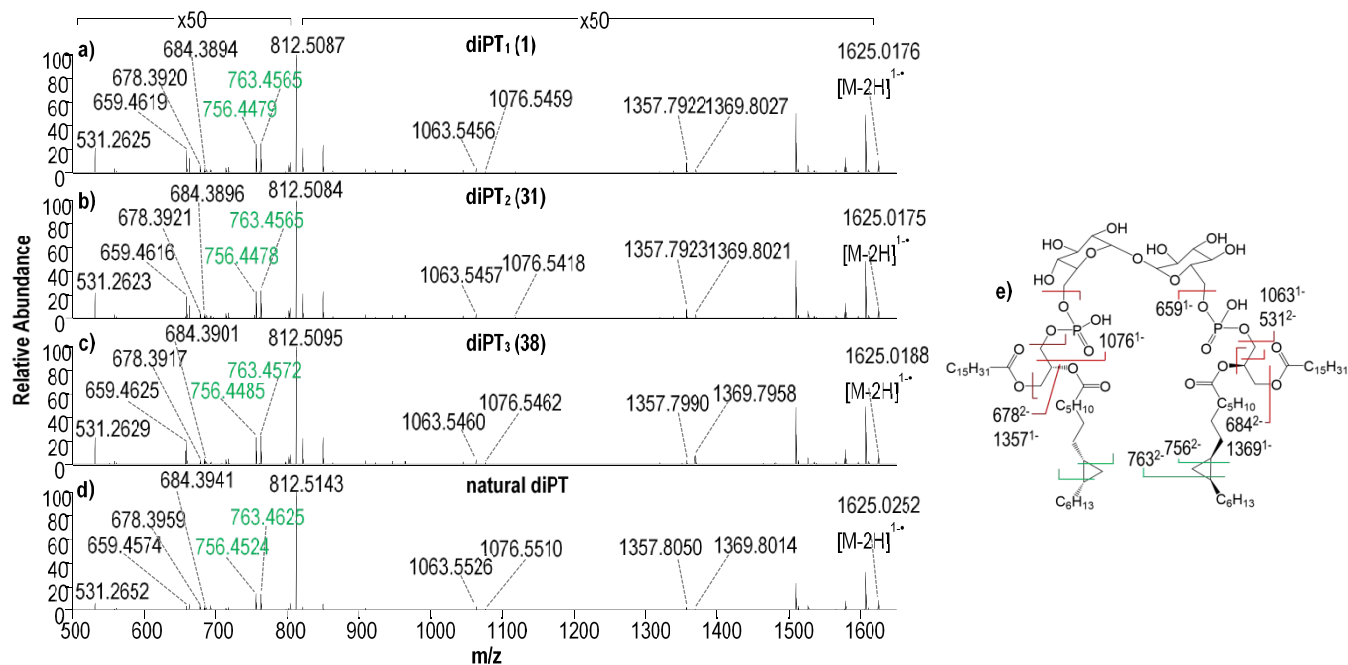 x50 x50
a) diPT₁ (1)
684.3894 812.5087 1625.0176
678.3920 763.4565 [M-2H]¹⁻•
659.4619 756.4479 1076.5459 1357.7922 1369.8027
531.2625 1063.5456
100
80
60
40
20
0
b) diPT₂ (31)
684.3896 812.5084 1625.0175
678.3921 763.4565 [M-2H]¹⁻•
659.4616 756.4478 1076.5418 1357.7923 1369.8021
531.2623 1063.5457
100
80
60
40
20
0
c) diPT₃ (38)
684.3901 812.5095 1625.0188
678.3917 763.4572 [M-2H]¹⁻•
659.4625 756.4485 1076.5462 1357.7990 1369.7958
531.2629 1063.5460
100
80
60
40
20
0
d) natural diPT
684.3941 812.5143 1625.0252
678.3959 763.4625 [M-2H]¹⁻•
659.4574 756.4524 1076.5510 1357.8050 1369.8014
531.2652 1063.5526
100
80
60
40
20
0
500 600 700 800 900 1000 1100 1200 1300 1400 1500 1600
m/z
Relative Abundance
e)
OH OH
HO OH
HO O O O OH
HO O OH
O 659¹⁻ O OH 1063¹⁻
P OH P 531²⁻
O O 1076¹⁻ O O
O O
C₁₅H₃₁ O O O O C₁₅H₃₁
O O
678²⁻ C₅H₁₀ C₅H₁₀ 684²⁻
1357¹⁻ 1369¹⁻
763²⁻ 756²⁻
C₆H₁₃ C₆H₁₃